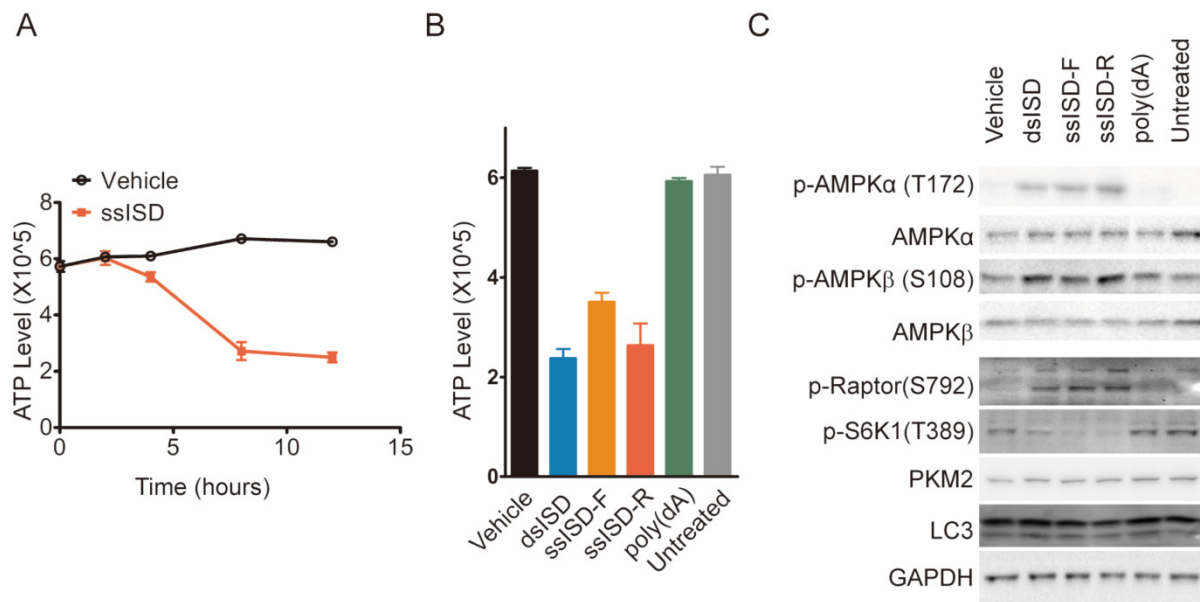 A
B
C
Vehicle
ssISD
ATP Level (X10^5)
8
6
4
2
0
0
5
10
15
Time (hours)
ATP Level (X10^5)
6
4
2
0
Vehicle
dsISD
ssISD-F
ssISD-R
poly(dA)
Untreated
Vehicle
dsISD
ssISD-F
ssISD-R
poly(dA)
Untreated
p-AMPKα (T172)
AMPKα
p-AMPKβ (S108)
AMPKβ
p-Raptor(S792)
p-S6K1(T389)
PKM2
LC3
GAPDH